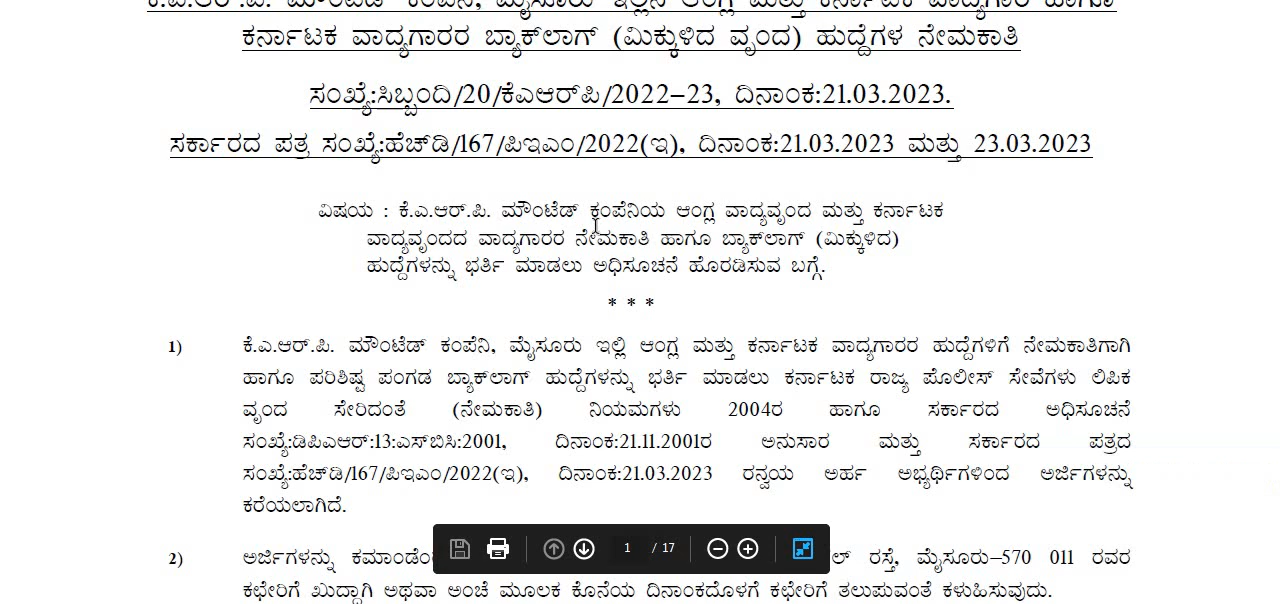 ಕೆ.ಎ.ಆರ್.ಪಿ. ಮೌಂಟೆಡ್ ಕಂಪೆನಿ, ಮೈಸೂರು ಇಲ್ಲಿನ ಆಂಗ್ಲ ಮತ್ತು ಕರ್ನಾಟಕ ವಾದ್ಯಗಾರ ಹಾಗೂ
ಕರ್ನಾಟಕ ವಾದ್ಯಗಾರರ ಬ್ಯಾಕ್‌ಲಾಗ್ (ಮಿಕ್ಕುಳಿದ ವೃಂದ) ಹುದ್ದೆಗಳ ನೇಮಕಾತಿ
ಸಂಖ್ಯೆ:ಸಿಬ್ಬಂದಿ/20/ಕೆಎಆರ್‌ಪಿ/2022–23, ದಿನಾಂಕ:21.03.2023.
ಸರ್ಕಾರದ ಪತ್ರ ಸಂಖ್ಯೆ:ಹೆಚ್‌ಡಿ/167/ಪಿಇಎಂ/2022(ಇ), ದಿನಾಂಕ:21.03.2023 ಮತ್ತು 23.03.2023
ವಿಷಯ : ಕೆ.ಎ.ಆರ್.ಪಿ. ಮೌಂಟೆಡ್ ಕಂಪೆನಿಯ ಆಂಗ್ಲ ವಾದ್ಯವೃಂದ ಮತ್ತು ಕರ್ನಾಟಕ
ವಾದ್ಯವೃಂದದ ವಾದ್ಯಗಾರರ ನೇಮಕಾತಿ ಹಾಗೂ ಬ್ಯಾಕ್‌ಲಾಗ್ (ಮಿಕ್ಕುಳಿದ)
ಹುದ್ದೆಗಳನ್ನು ಭರ್ತಿ ಮಾಡಲು ಅಧಿಸೂಚನೆ ಹೊರಡಿಸುವ ಬಗ್ಗೆ.
* * *
1) ಕೆ.ಎ.ಆರ್.ಪಿ. ಮೌಂಟೆಡ್ ಕಂಪೆನಿ, ಮೈಸೂರು ಇಲ್ಲಿ ಆಂಗ್ಲ ಮತ್ತು ಕರ್ನಾಟಕ ವಾದ್ಯಗಾರರ ಹುದ್ದೆಗಳಿಗೆ ನೇಮಕಾತಿಗಾಗಿ
ಹಾಗೂ ಪರಿಶಿಷ್ಟ ಪಂಗಡ ಬ್ಯಾಕ್‌ಲಾಗ್ ಹುದ್ದೆಗಳನ್ನು ಭರ್ತಿ ಮಾಡಲು ಕರ್ನಾಟಕ ರಾಜ್ಯ ಪೊಲೀಸ್ ಸೇವೆಗಳು ಲಿಪಿಕ
ವೃಂದ ಸೇರಿದಂತೆ (ನೇಮಕಾತಿ) ನಿಯಮಗಳು 2004ರ ಹಾಗೂ ಸರ್ಕಾರದ ಅಧಿಸೂಚನೆ
ಸಂಖ್ಯೆ:ಡಿಪಿಎಆರ್:13:ಎಸ್‌ಬಿಸಿ:2001, ದಿನಾಂಕ:21.11.2001ರ ಅನುಸಾರ ಮತ್ತು ಸರ್ಕಾರದ ಪತ್ರದ
ಸಂಖ್ಯೆ:ಹೆಚ್‌ಡಿ/167/ಪಿಇಎಂ/2022(ಇ), ದಿನಾಂಕ:21.03.2023 ರನ್ವಯ ಅರ್ಹ ಅಭ್ಯರ್ಥಿಗಳಿಂದ ಅರ್ಜಿಗಳನ್ನು
ಕರೆಯಲಾಗಿದೆ.
1 / 17
2) ಅರ್ಜಿಗಳನ್ನು ರಸ್ತೆ, ಮೈಸೂರು–570 011 ರವರ
ಕಛೇರಿಗೆ ಖುದ್ದಾಗಿ ಅಥವಾ ಅಂಚೆ ಮೂಲಕ ಕೊನೆಯ ದಿನಾಂಕದೊಳಗೆ ಕಛೇರಿಗೆ ತಲುಪುವಂತೆ ಕಳುಹಿಸುವುದು.